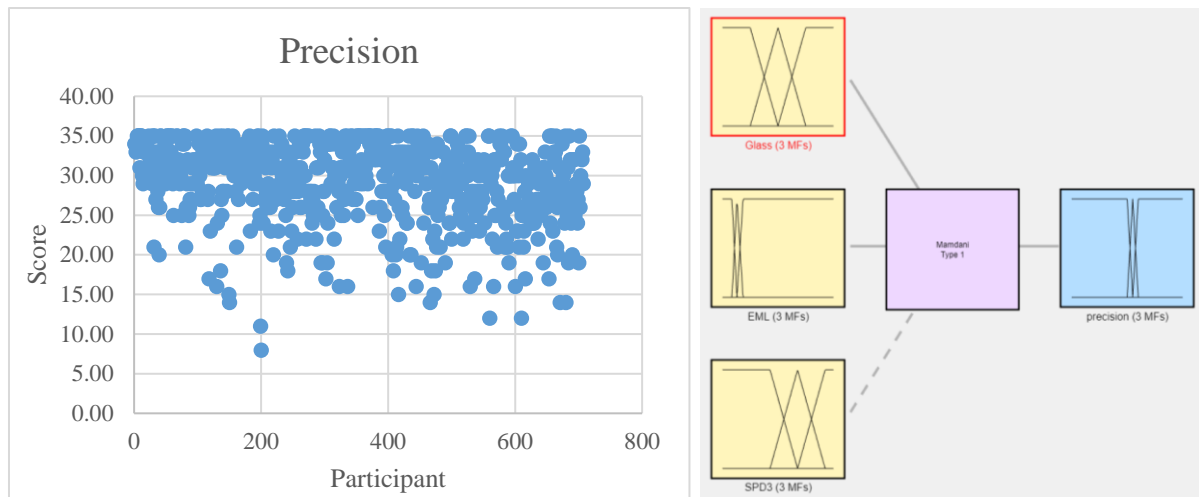 Precision
40.00
35.00
30.00
25.00
20.00
15.00
10.00
5.00
0.00
0 200 400 600 800
Score
Participant
Glass (3 MFs)
EML (3 MFs)
SPD3 (3 MFs)
Mamdani
Type 1
precision (3 MFs)